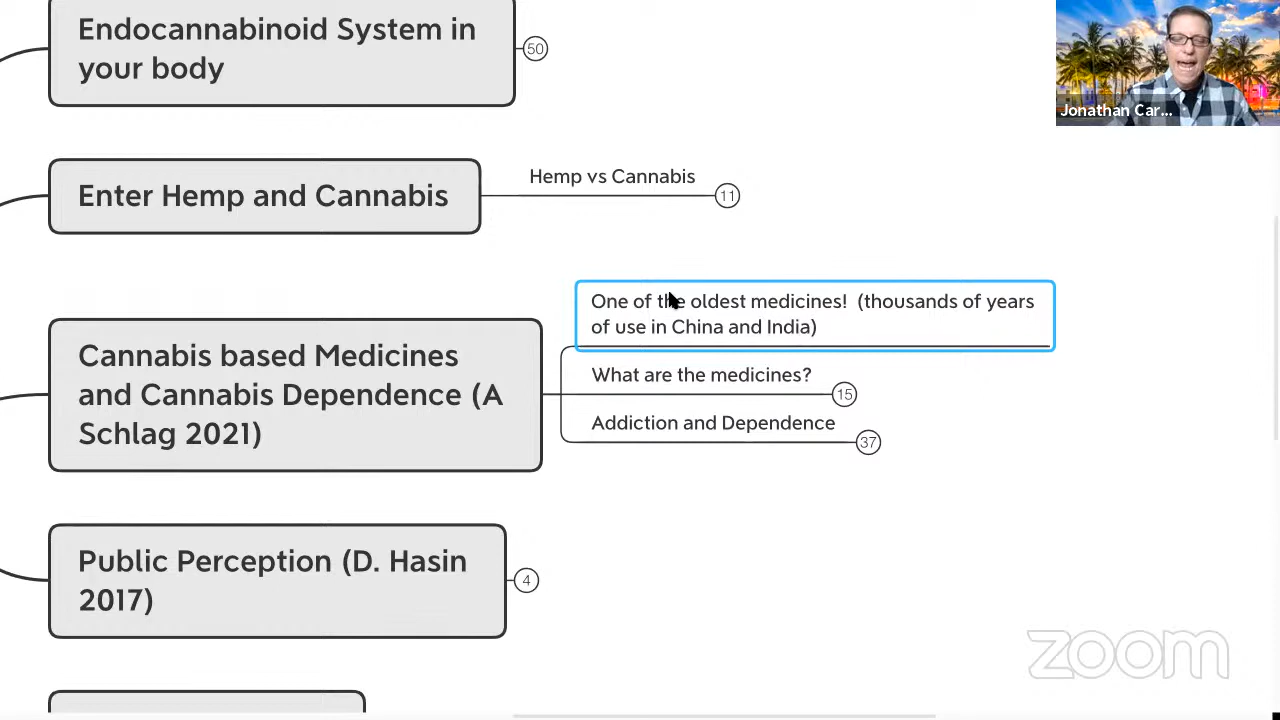 Endocannabinoid System in
your body
50
Jonathan Car...
Enter Hemp and Cannabis
Hemp vs Cannabis
11
One of the oldest medicines!  (thousands of years
of use in China and India)
Cannabis based Medicines
and Cannabis Dependence (A
Schlag 2021)
What are the medicines?
15
Addiction and Dependence
37
Public Perception (D. Hasin
2017)
4
zoom